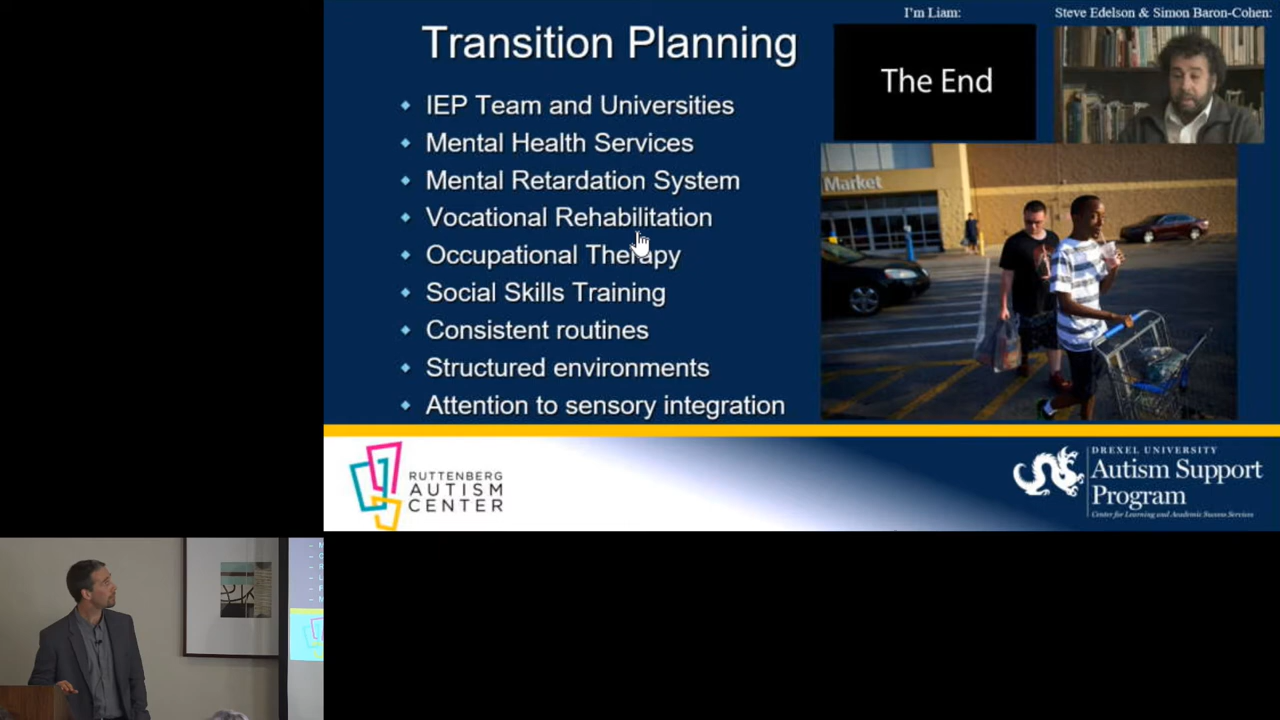 Transition Planning
IEP Team and Universities
Mental Health Services
Mental Retardation System
Vocational Rehabilitation
Occupational Therapy
Social Skills Training
Consistent routines
Structured environments
Attention to sensory integration
I'm Liam:
The End
Steve Edelson & Simon Baron-Cohen:
Market
RUTTENBERG
AUTISM
CENTER
DREXEL UNIVERSITY
Autism Support
Program
Center for Learning and Academic Success Services